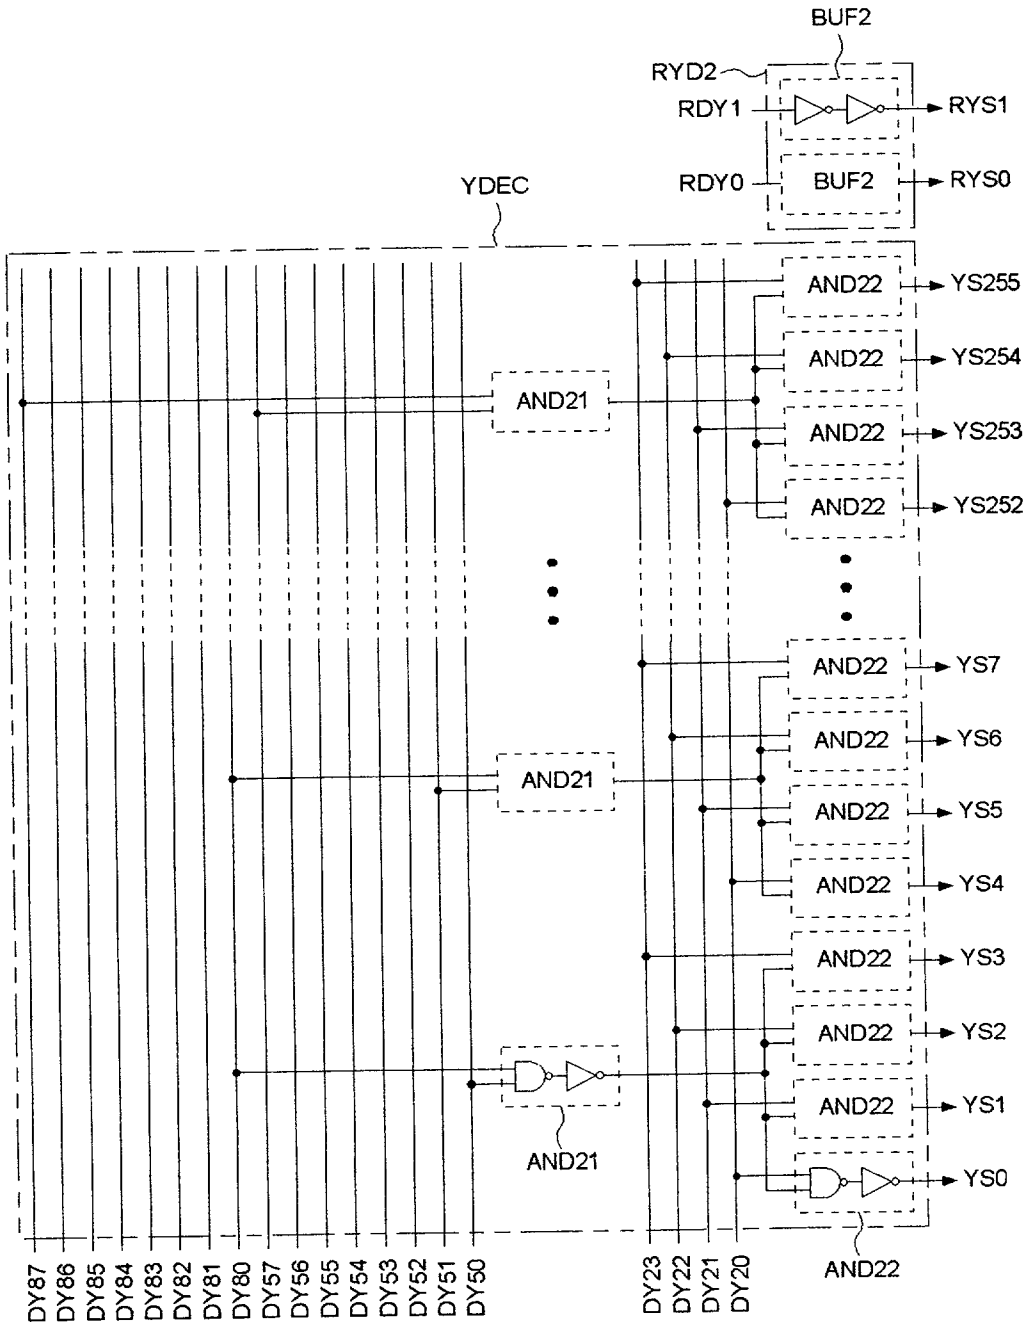 BUF2
RYD2
RDY1
RYS1
RDY0
BUF2
RYS0
YDEC
AND22
YS255
AND22
YS254
AND21
AND22
YS253
AND22
YS252
AND22
YS7
AND22
YS6
AND21
AND22
YS5
AND22
YS4
AND22
YS3
AND22
YS2
AND22
YS1
AND21
YS0
AND22
DY87
DY86
DY85
DY84
DY83
DY82
DY81
DY80
DY57
DY56
DY55
DY54
DY53
DY52
DY51
DY50
DY23
DY22
DY21
DY20